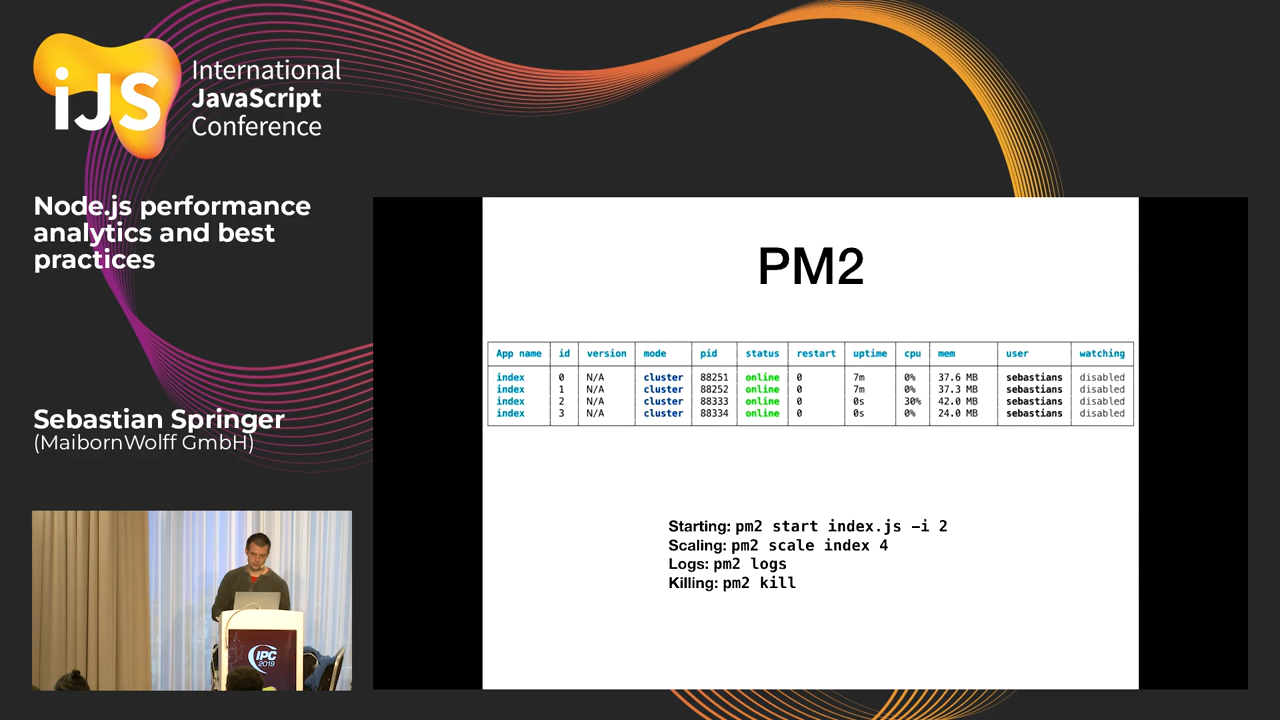 iJS
International
JavaScript
Conference
Node.js performance
analytics and best
practices
Sebastian Springer
(MaibornWolff GmbH)
IPC
2019
PM2
App name id version mode pid status restart uptime cpu mem user watching
index 0 N/A cluster 88251 online 0 7m 0% 37.6 MB sebastians disabled
index 1 N/A cluster 88252 online 0 7m 0% 37.3 MB sebastians disabled
index 2 N/A cluster 88333 online 0 0s 30% 42.0 MB sebastians disabled
index 3 N/A cluster 88334 online 0 0s 0% 24.0 MB sebastians disabled
Starting: pm2 start index.js -i 2
Scaling: pm2 scale index 4
Logs: pm2 logs
Killing: pm2 kill